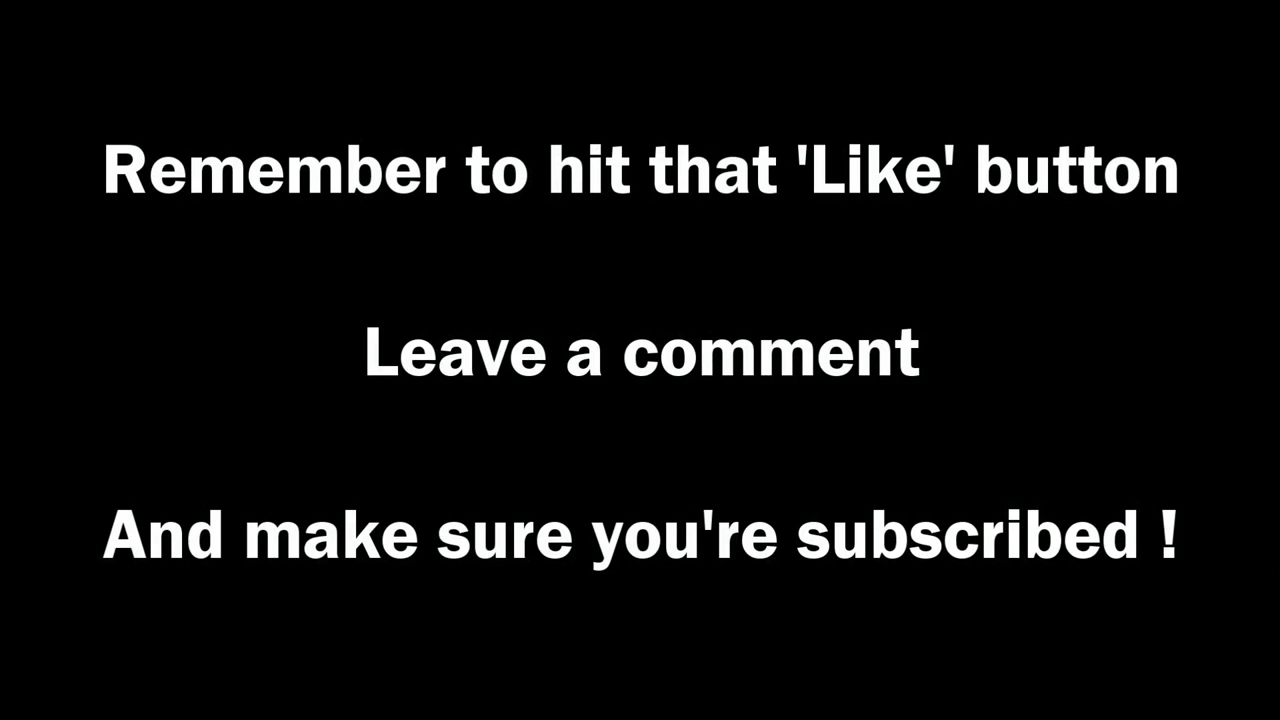 Remember to hit that 'Like' button
Leave a comment
And make sure you're subscribed !